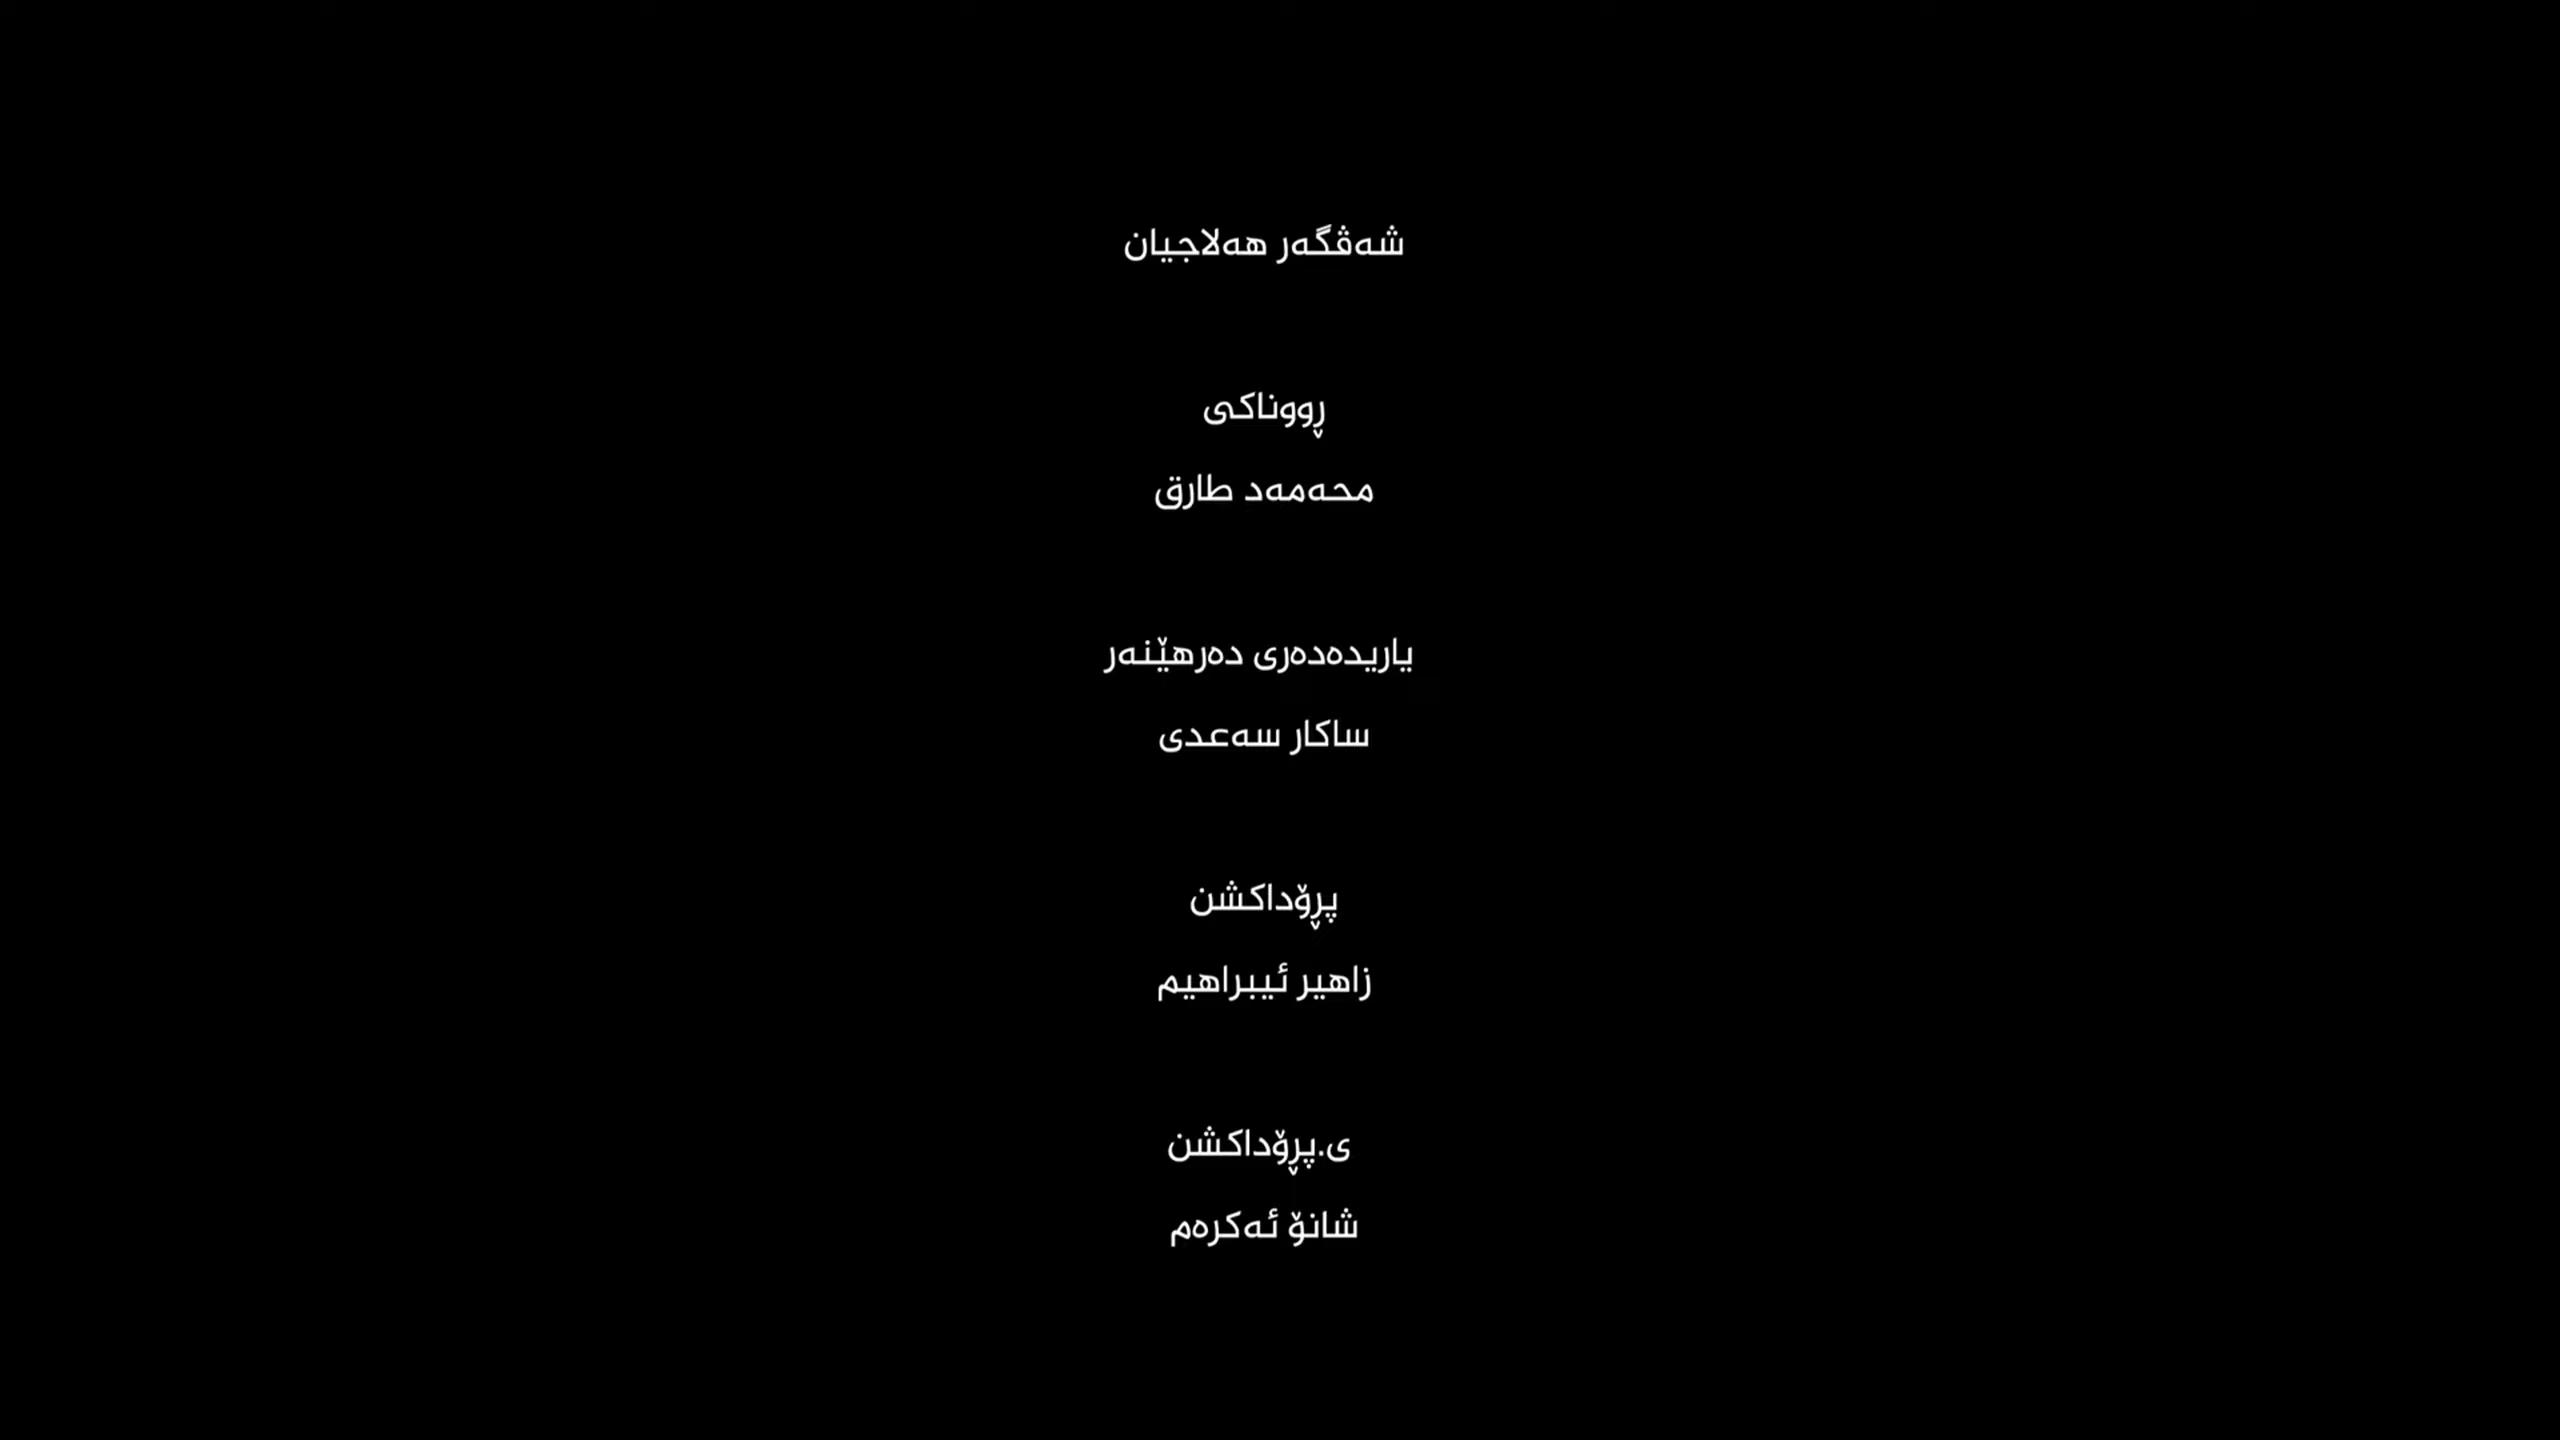 شەڤگەر هەلاجیان
ڕووناکی
محەمەد طارق
یاریدەدەری دەرهێنەر
ساکار سەعدی
پڕۆداکشن
زاهیر ئیبراهیم
ی.پڕۆداکشن
شانۆ ئەکرەم